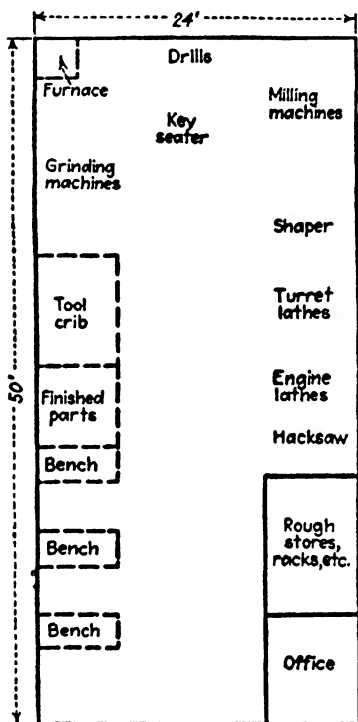 24'
Drills
Furnace
Milling
machines
Key
seater
Grinding
machines
Shaper
Tool
crib
Turret
lathes
50'
Finished
parts
Engine
lathes
Hacksaw
Bench
Rough
stores,
racks, etc.
Bench
Bench
Office